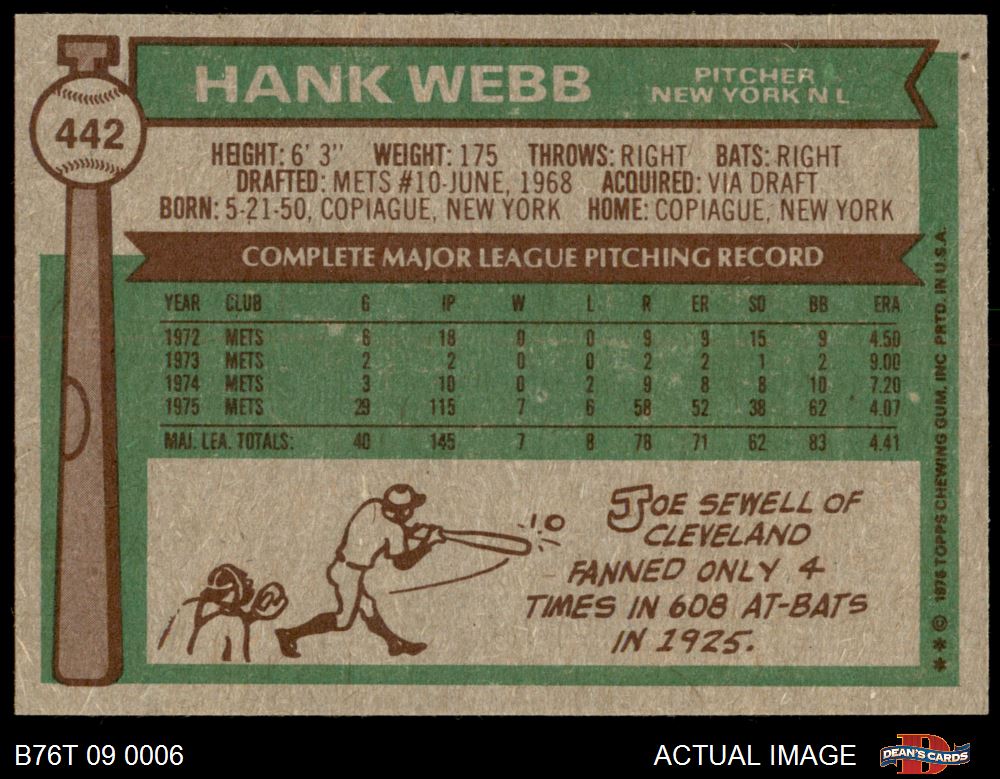 442
HANK WEBB
PITCHER
NEW YORK N L
HEIGHT: 6' 3" WEIGHT: 175 THROWS: RIGHT BATS: RIGHT
DRAFTED: METS #10-JUNE, 1968 ACQUIRED: VIA DRAFT
BORN: 5-21-50, COPIAGUE, NEW YORK HOME: COPIAGUE, NEW YORK
COMPLETE MAJOR LEAGUE PITCHING RECORD
YEAR CLUB G IP W L R ER SO BB ERA
1972 METS 6 18 0 0 9 9 15 9 4.50
1973 METS 2 2 0 0 2 2 1 2 9.00
1974 METS 3 10 0 2 9 8 8 10 7.20
1975 METS 29 115 7 6 58 52 38 62 4.07
MAJ. LEA. TOTALS: 40 145 7 8 78 71 62 83 4.41
JOE SEWELL OF
CLEVELAND
FANNED ONLY 4
TIMES IN 608 AT-BATS
IN 1925.
** © 1976 TOPPS CHEWING GUM, INC. PRTD. IN U.S.A.
B76T 09 0006
ACTUAL IMAGE
D
DEAN'S CARDS